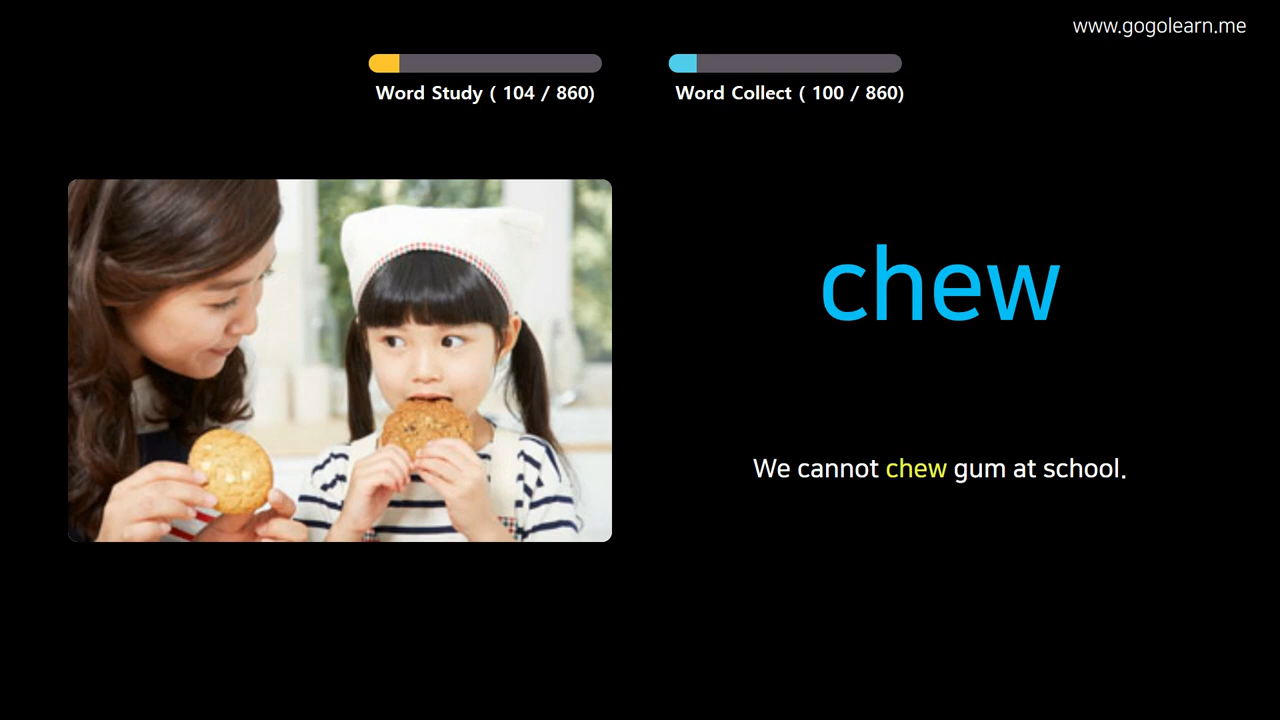 www.gogolearn.me
Word Study ( 104 / 860)
Word Collect ( 100 / 860)
chew
We cannot chew gum at school.